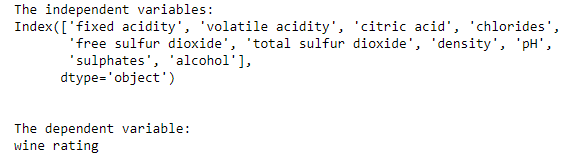 The independent variables:
Index(['fixed acidity', 'volatile acidity', 'citric acid', 'chlorides',
'free sulfur dioxide', 'total sulfur dioxide', 'density', 'pH',
'sulphates', 'alcohol'],
dtype='object')
The dependent variable:
wine rating